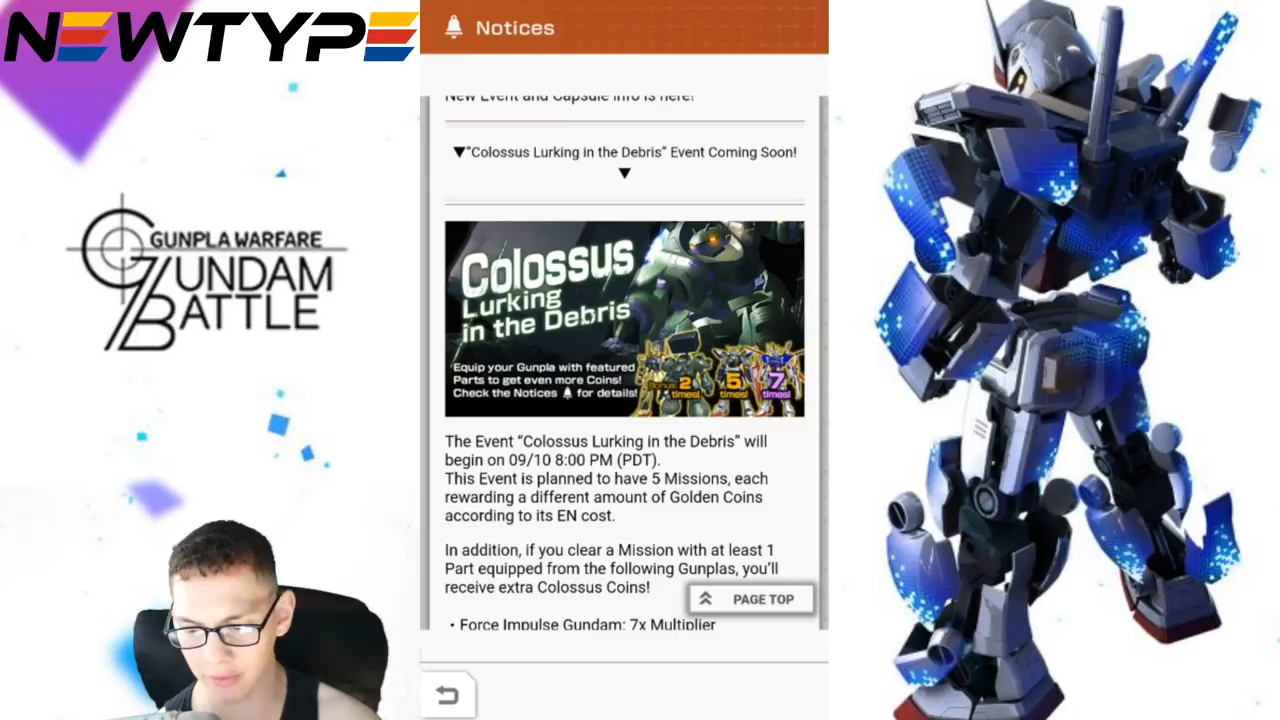 NEWTYPE
GUNPLA WARFARE
GUNDAM
BATTLE
Notices
New Event and Capsule info is here!
▼"Colossus Lurking in the Debris" Event Coming Soon!
▼
Colossus
Lurking
in the Debris
Equip your Gunpla with featured
Parts to get even more Coins!
Check the Notices 🔔 for details!
Bonus 2 times!
5 times!
7 times!
The Event “Colossus Lurking in the Debris” will
begin on 09/10 8:00 PM (PDT).
This Event is planned to have 5 Missions, each
rewarding a different amount of Golden Coins
according to its EN cost.
In addition, if you clear a Mission with at least 1
Part equipped from the following Gunplas, you’ll
receive extra Colossus Coins!
PAGE TOP
・Force Impulse Gundam: 7x Multiplier